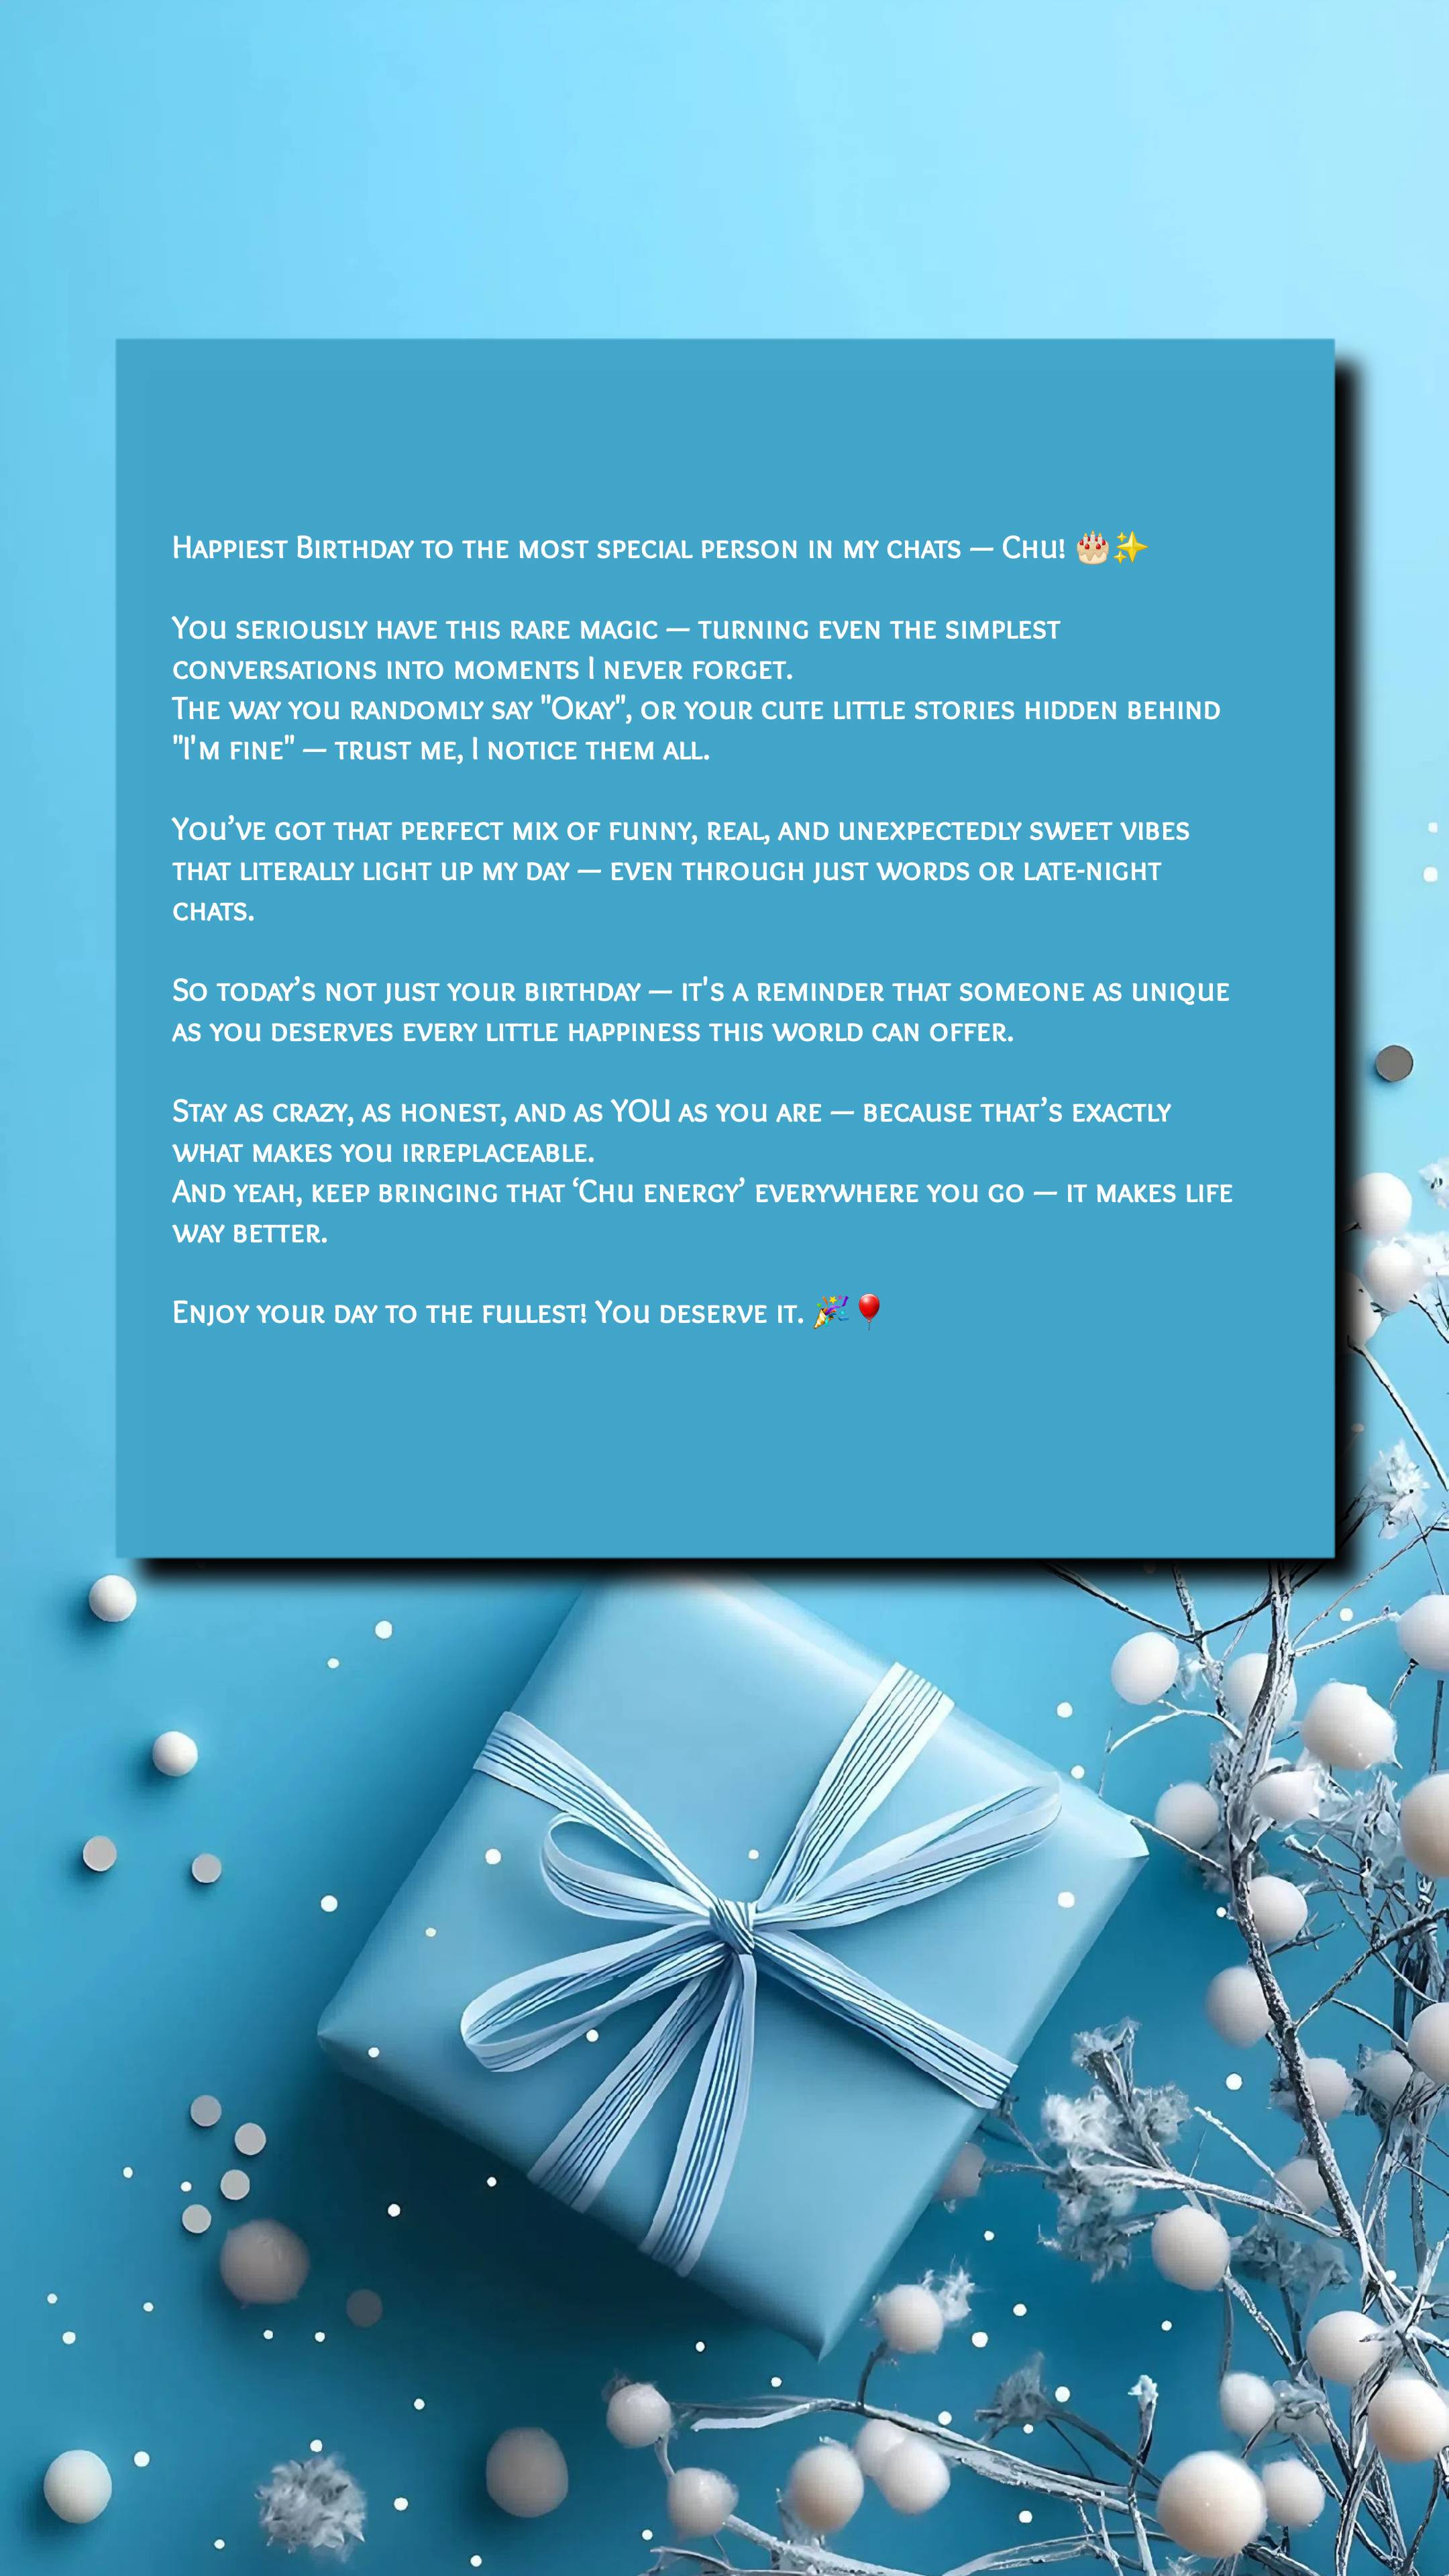 Happiest Birthday to the most special person in my chats — Chu! 🎂✨
You seriously have this rare magic — turning even the simplest
conversations into moments I never forget.
The way you randomly say "Okay", or your cute little stories hidden behind
"I'm fine" — trust me, I notice them all.
You’ve got that perfect mix of funny, real, and unexpectedly sweet vibes
that literally light up my day — even through just words or late-night
chats.
So today’s not just your birthday — it's a reminder that someone as unique
as you deserves every little happiness this world can offer.
Stay as crazy, as honest, and as YOU as you are — because that’s exactly
what makes you irreplaceable.
And yeah, keep bringing that ‘Chu energy’ everywhere you go — it makes life
way better.
Enjoy your day to the fullest! You deserve it. 🎉🎈